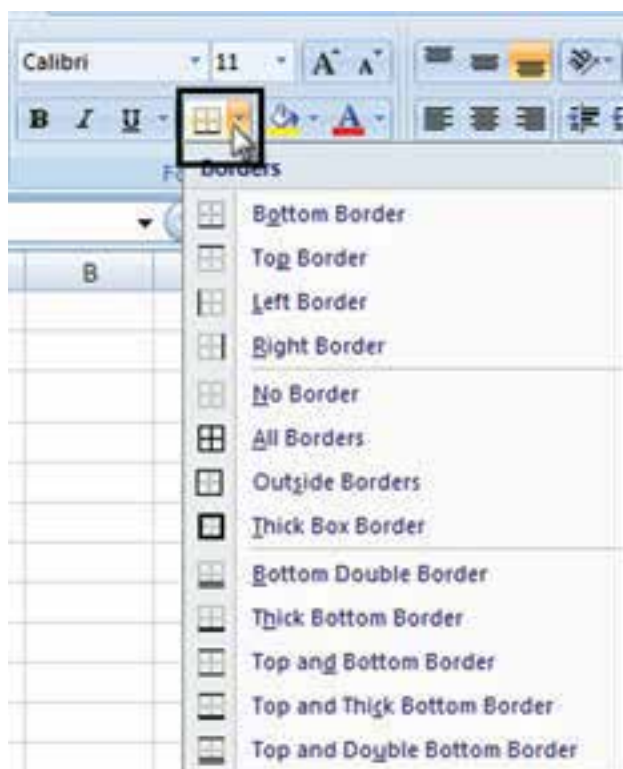 Calibri 11 A A
B I U A
Borders
B
Bottom Border
Top Border
Left Border
Right Border
No Border
All Borders
Outside Borders
Thick Box Border
Bottom Double Border
Thick Bottom Border
Top and Bottom Border
Top and Thick Bottom Border
Top and Double Bottom Border